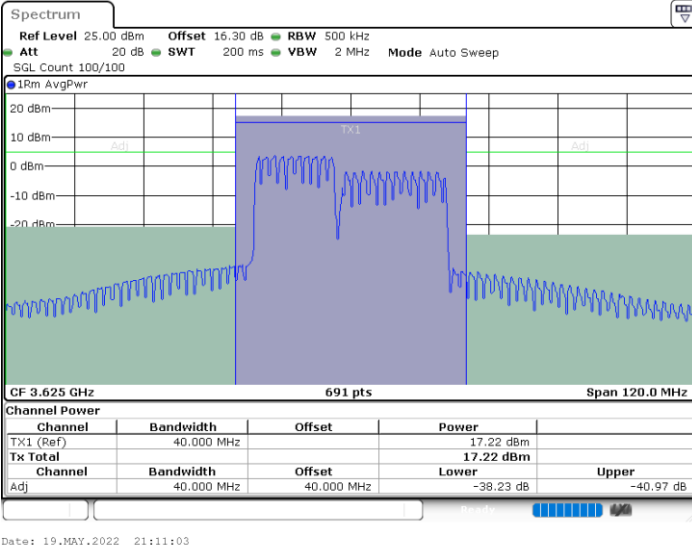 Spectrum
Ref Level 25.00 dBm Offset 16.30 dB RBW 500 kHz
Att 20 dB SWT 200 ms VBW 2 MHz Mode Auto Sweep
SGL Count 100/100
1Rm AvgPwr
20 dBm
TX1
10 dBm
Adj Adj
0 dBm
-10 dBm
-20 dBm
CF 3.625 GHz 691 pts Span 120.0 MHz
Channel Power
Channel Bandwidth Offset Power
TX1 (Ref) 40.000 MHz 17.22 dBm
Tx Total 17.22 dBm
Channel Bandwidth Offset Lower Upper
Adj 40.000 MHz 40.000 MHz -38.23 dB -40.97 dB
Ready
Date: 19.MAY.2022 21:11:03